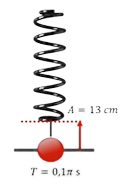 A = 13 cm
T = 0,1π s